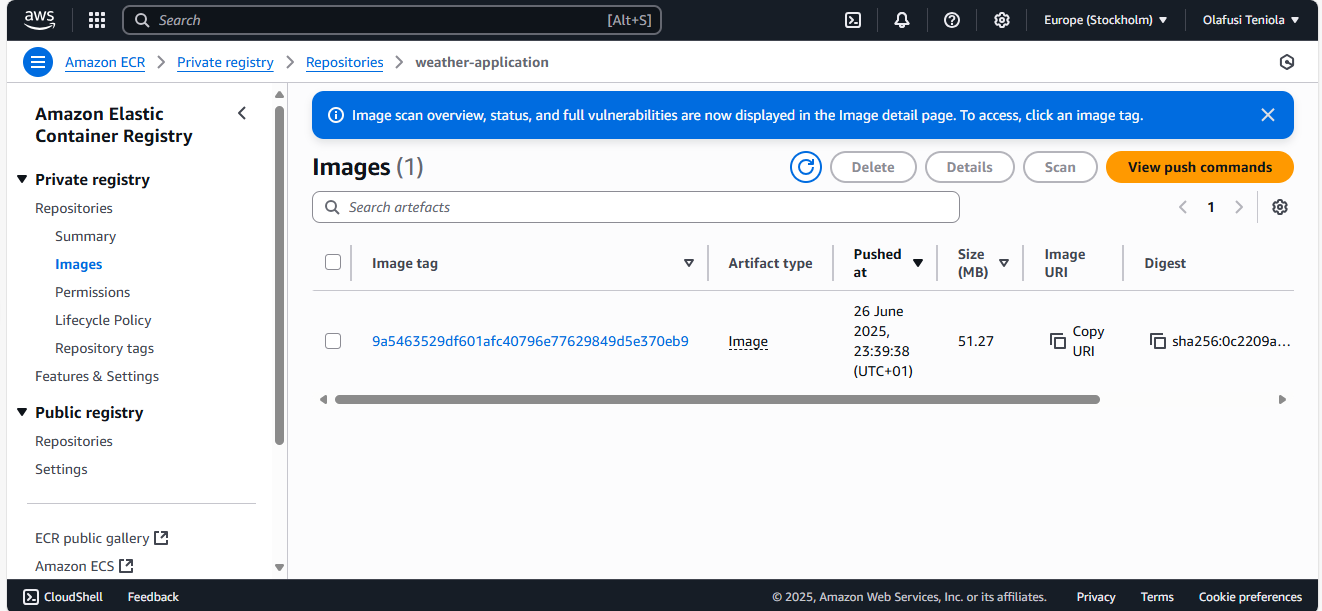 aws
Search
[Alt+S]
Europe (Stockholm)
Olafusi Teniola
Amazon ECR
Private registry
Repositories
weather-application
Amazon Elastic
Container Registry
Private registry
Repositories
Summary
Images
Permissions
Lifecycle Policy
Repository tags
Features & Settings
Public registry
Repositories
Settings
ECR public gallery
Amazon ECS
Image scan overview, status, and full vulnerabilities are now displayed in the Image detail page. To access, click an image tag.
Images (1)
Delete
Details
Scan
View push commands
Search artefacts
1
Image tag
Artifact type
Pushed
at
Size
(MB)
Image
URI
Digest
9a5463529df601afc40796e77629849d5e370eb9
Image
26 June
2025,
23:39:38
(UTC+01)
51.27
Copy
URI
sha256:0c2209a...
CloudShell
Feedback
© 2025, Amazon Web Services, Inc. or its affiliates.
Privacy
Terms
Cookie preferences